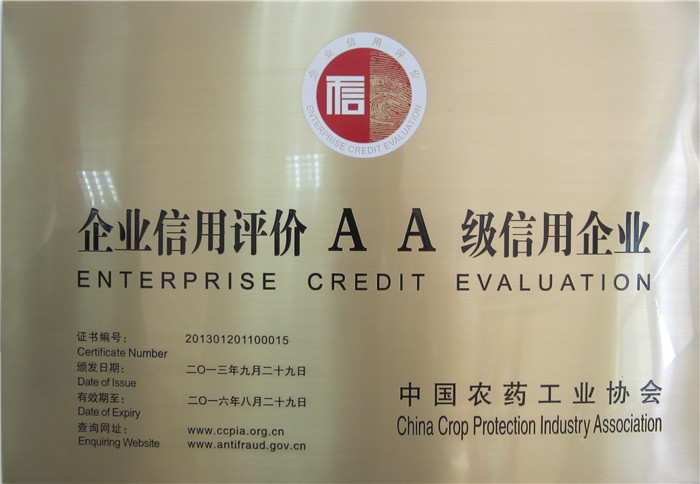 企业信用评价
信
ENTERPRISE CREDIT EVALUATION
企业信用评价 A A 级信用企业
ENTERPRISE CREDIT EVALUATION
证书编号: 201301201100015
Certificate Number
颁发日期: 二〇一三年九月二十九日
Date of Issue
有效期至: 二〇一六年八月二十九日
Date of Expiry
查询网址: www.ccpia.org.cn
Enquiring Website www.antifraud.gov.cn
中国农药工业协会
China Crop Protection Industry Association